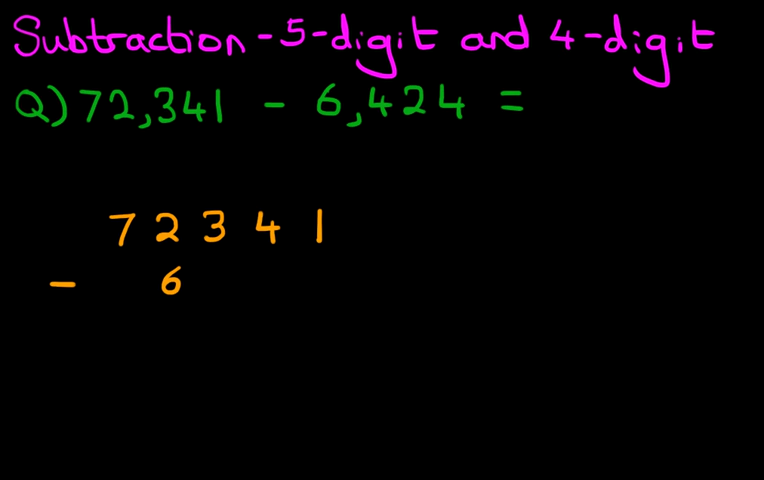 Subtraction - 5-digit and 4-digit
Q) 72,341 - 6,424 =
7 2 3 4 1
- 6